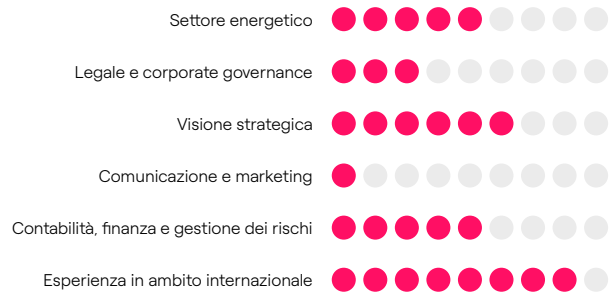 Settore energetico
Legale e corporate governance
Visione strategica
Comunicazione e marketing
Contabilità, finanza e gestione dei rischi
Esperienza in ambito internazionale